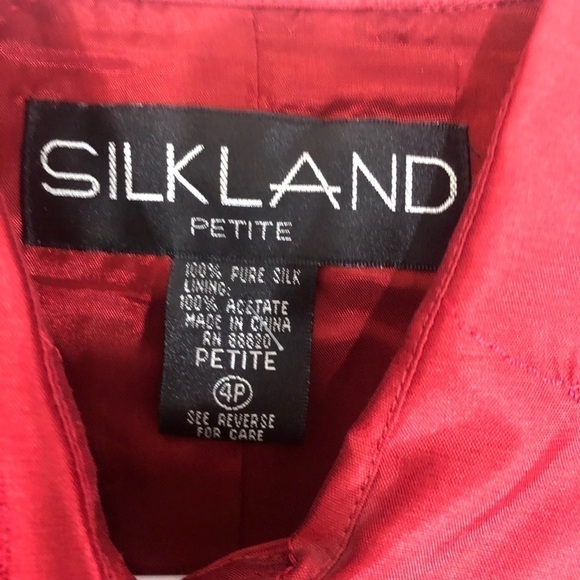 SILKLAND
PETITE
100% PURE SILK
LINING:
100% ACETATE
MADE IN CHINA
RN 88820
PETITE
4P
SEE REVERSE
FOR CARE